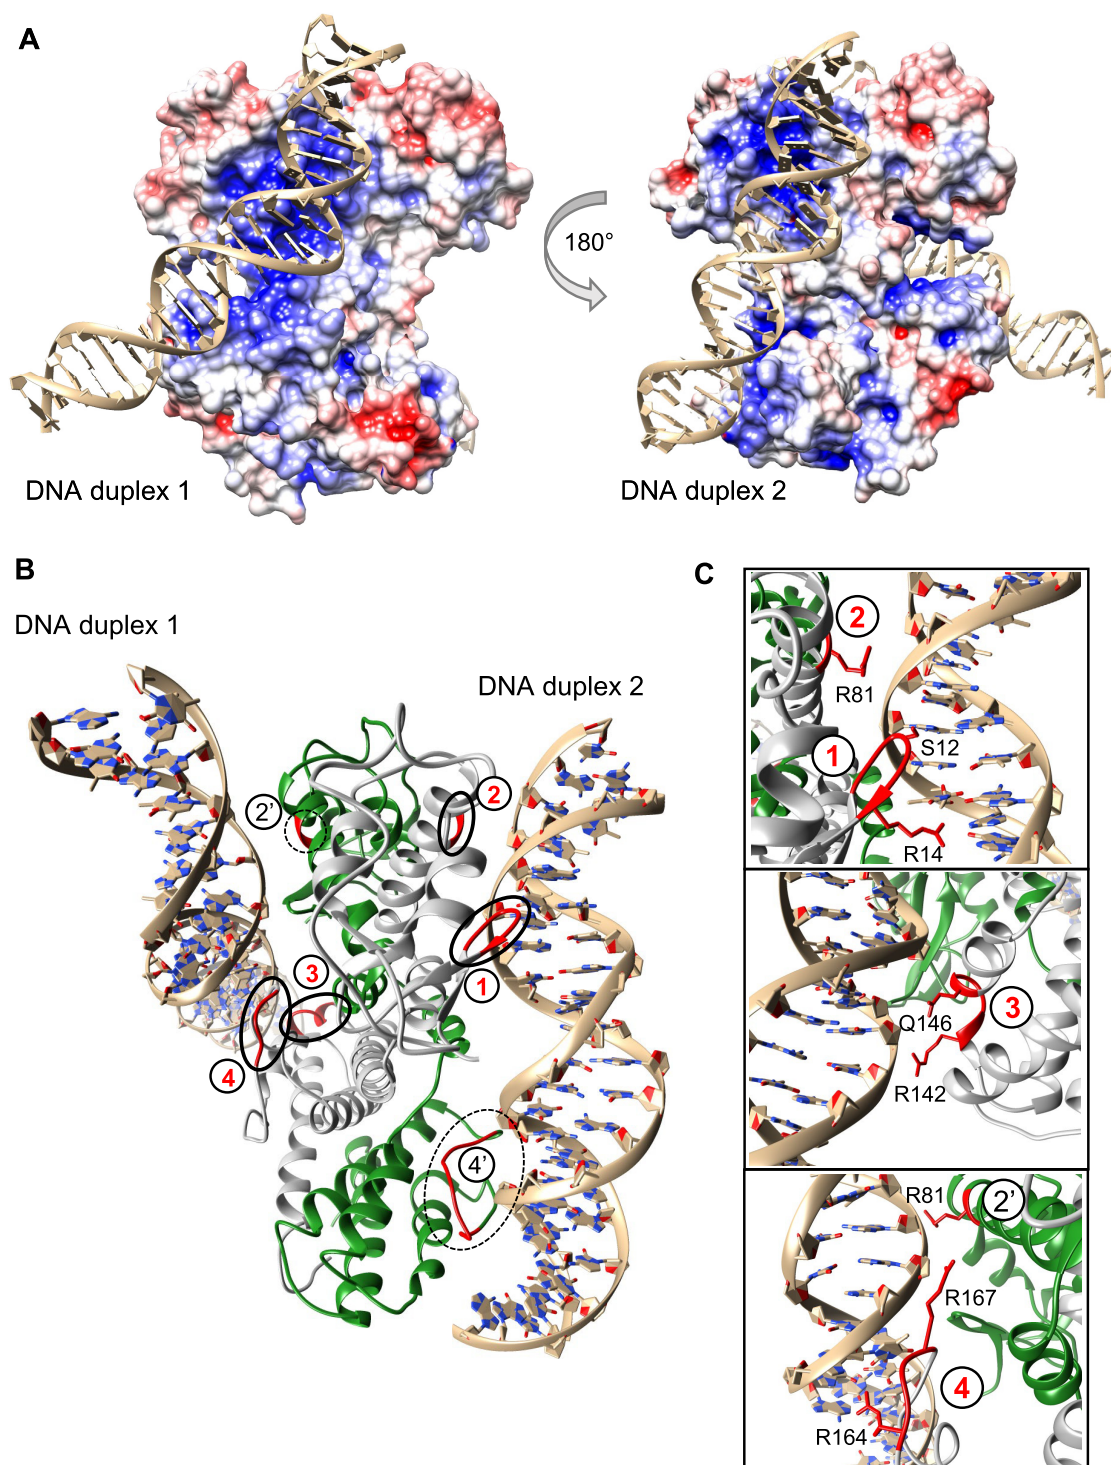 A
180°
DNA duplex 1
DNA duplex 2
B
DNA duplex 1
DNA duplex 2
2'
2
3
1
4
4'
C
2
R81
1
S12
R14
3
Q146
R142
R81
2'
R167
4
R164